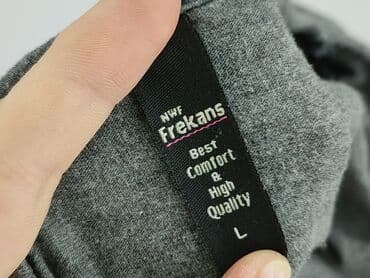 NWF
Frekans
Best
Comfort
&
High
Quality
L